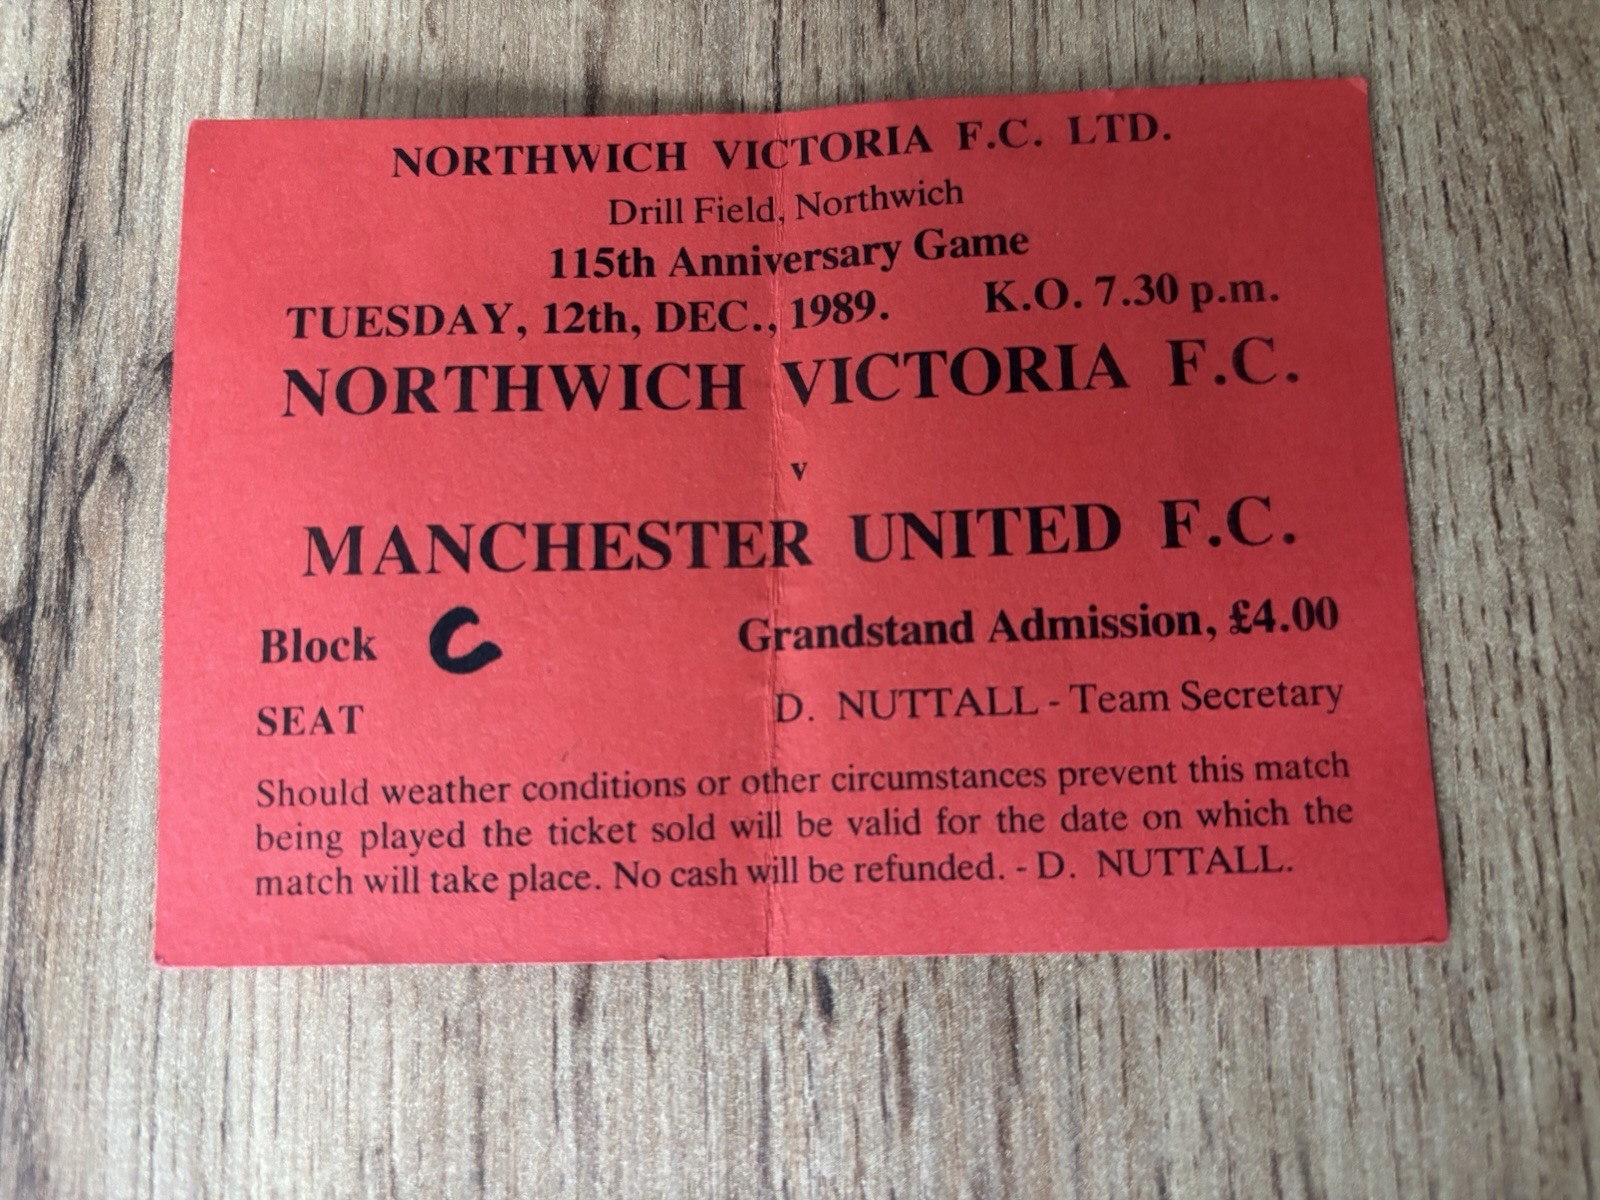 NORTHWICH VICTORIA F.C. LTD.
Drill Field, Northwich
115th Anniversary Game
TUESDAY, 12th, DEC., 1989. K.O. 7.30 p.m.
NORTHWICH VICTORIA F.C.
v
MANCHESTER UNITED F.C.
Block C Grandstand Admission, £4.00
SEAT D. NUTTALL - Team Secretary
Should weather conditions or other circumstances prevent this match
being played the ticket sold will be valid for the date on which the
match will take place. No cash will be refunded. - D. NUTTALL.